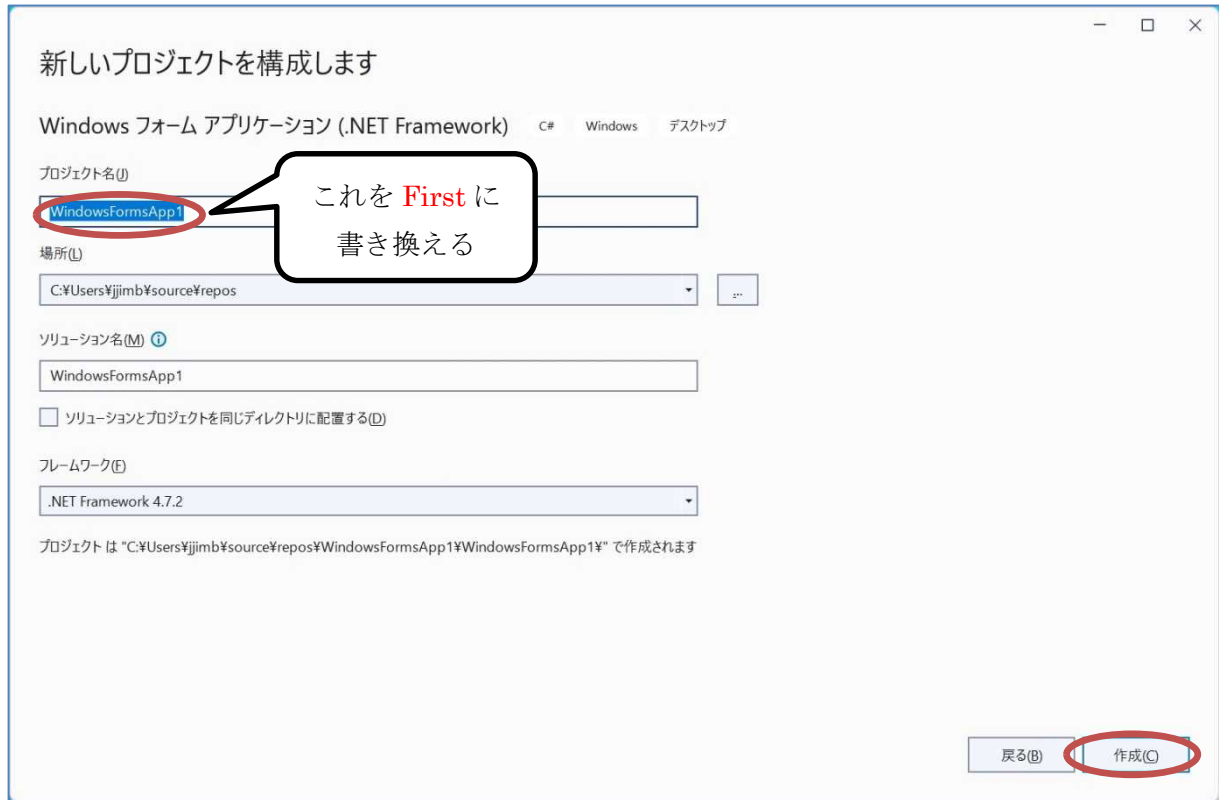 新しいプロジェクトを構成します
Windows フォーム アプリケーション (.NET Framework) C# Windows デスクトップ
プロジェクト名(J)
WindowsFormsApp1
これを First に
書き換える
場所(L)
C:¥Users¥jjimb¥source¥repos
...
ソリューション名(M)
WindowsFormsApp1
ソリューションとプロジェクトを同じディレクトリに配置する(D)
フレームワーク(F)
.NET Framework 4.7.2
プロジェクト は "C:¥Users¥jjimb¥source¥repos¥WindowsFormsApp1¥WindowsFormsApp1¥" で作成されます
戻る(B) 作成(C)